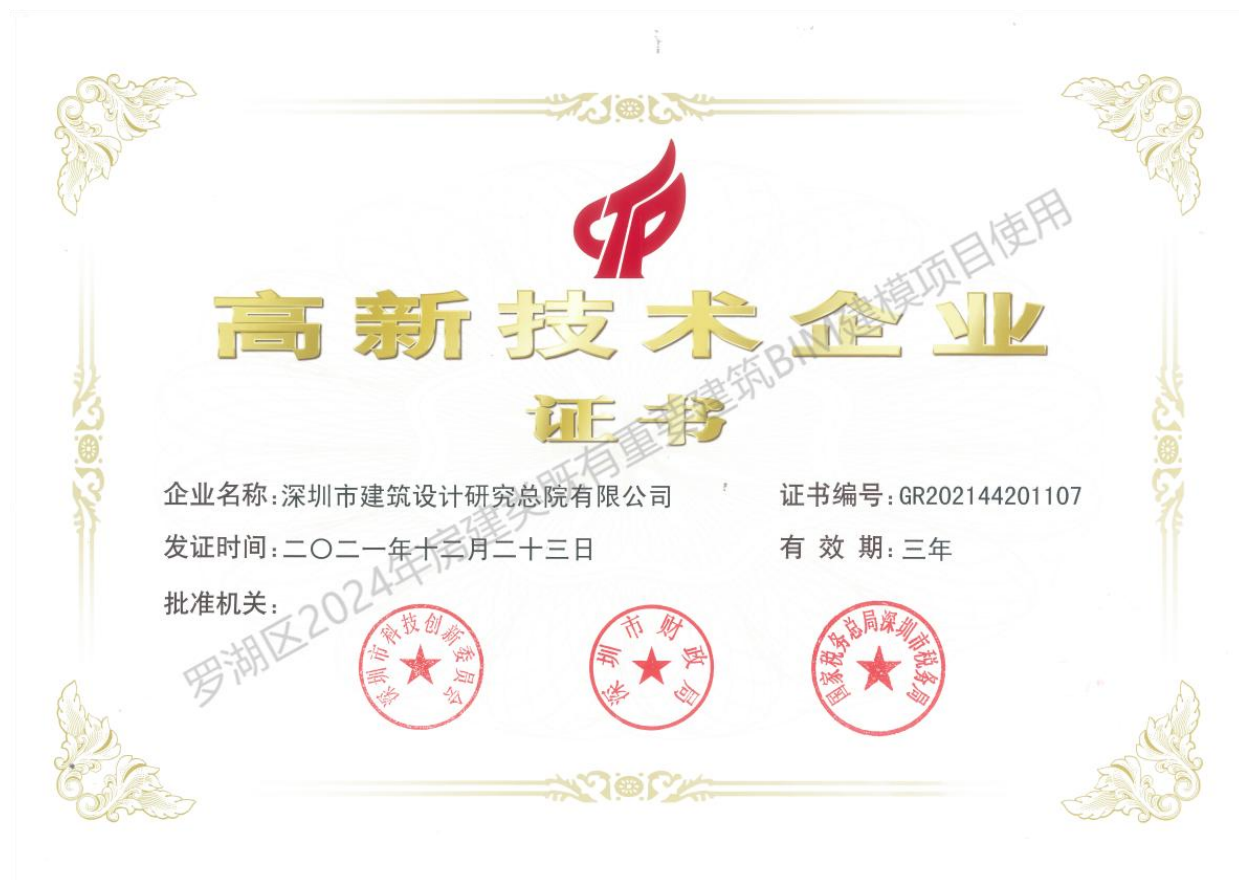 高新技术企业
证书
企业名称:深圳市建筑设计研究总院有限公司
证书编号:GR202144201107
发证时间:二〇二一年十二月二十三日
有效期:三年
批准机关:
深圳市科技创新委员会
深圳市财政局
国家税务总局深圳市税务局
罗湖区2024年房建类既有重要建筑BIM建模项目使用